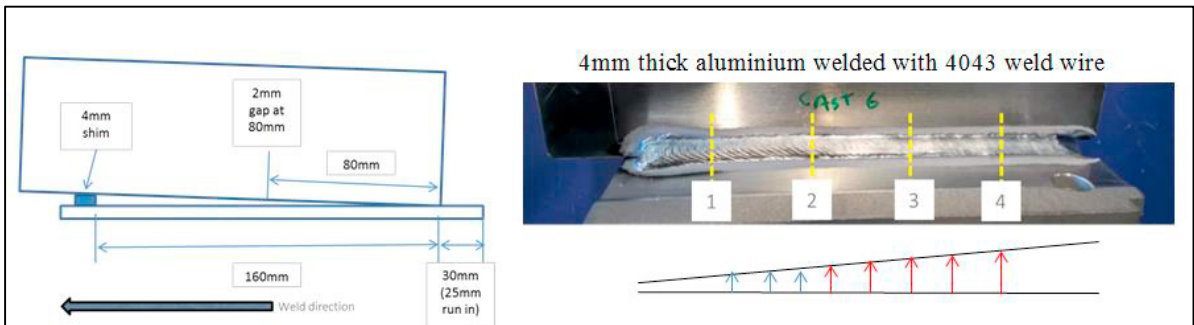 4mm
shim
2mm
gap at
80mm
80mm
160mm
30mm
(25mm
run in)
Weld direction
4mm thick aluminium welded with 4043 weld wire
CAST 6
1
2
3
4